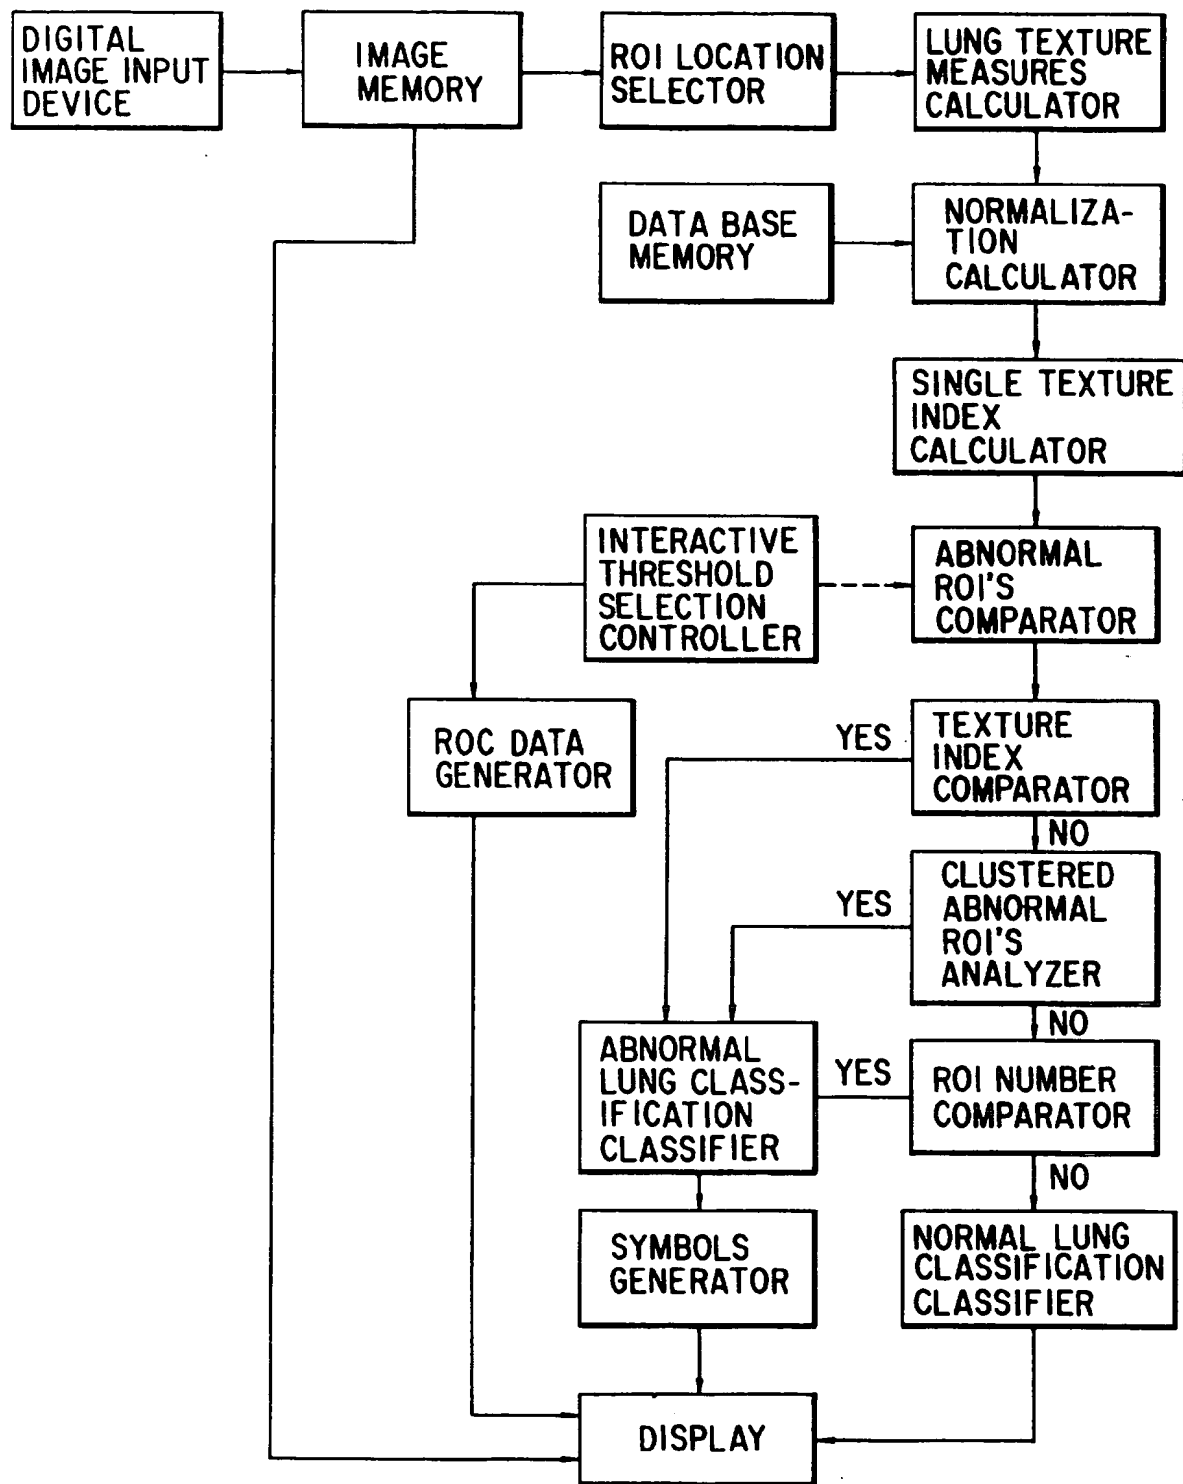 DIGITAL
IMAGE INPUT
DEVICE
IMAGE
MEMORY
ROI LOCATION
SELECTOR
LUNG TEXTURE
MEASURES
CALCULATOR
DATA BASE
MEMORY
NORMALIZA-
TION
CALCULATOR
SINGLE TEXTURE
INDEX
CALCULATOR
INTERACTIVE
THRESHOLD
SELECTION
CONTROLLER
ABNORMAL
ROI'S
COMPARATOR
ROC DATA
GENERATOR
YES
TEXTURE
INDEX
COMPARATOR
NO
YES
CLUSTERED
ABNORMAL
ROI'S
ANALYZER
NO
ABNORMAL
LUNG CLASS-
IFICATION
CLASSIFIER
YES
ROI NUMBER
COMPARATOR
NO
SYMBOLS
GENERATOR
NORMAL LUNG
CLASSIFICATION
CLASSIFIER
DISPLAY